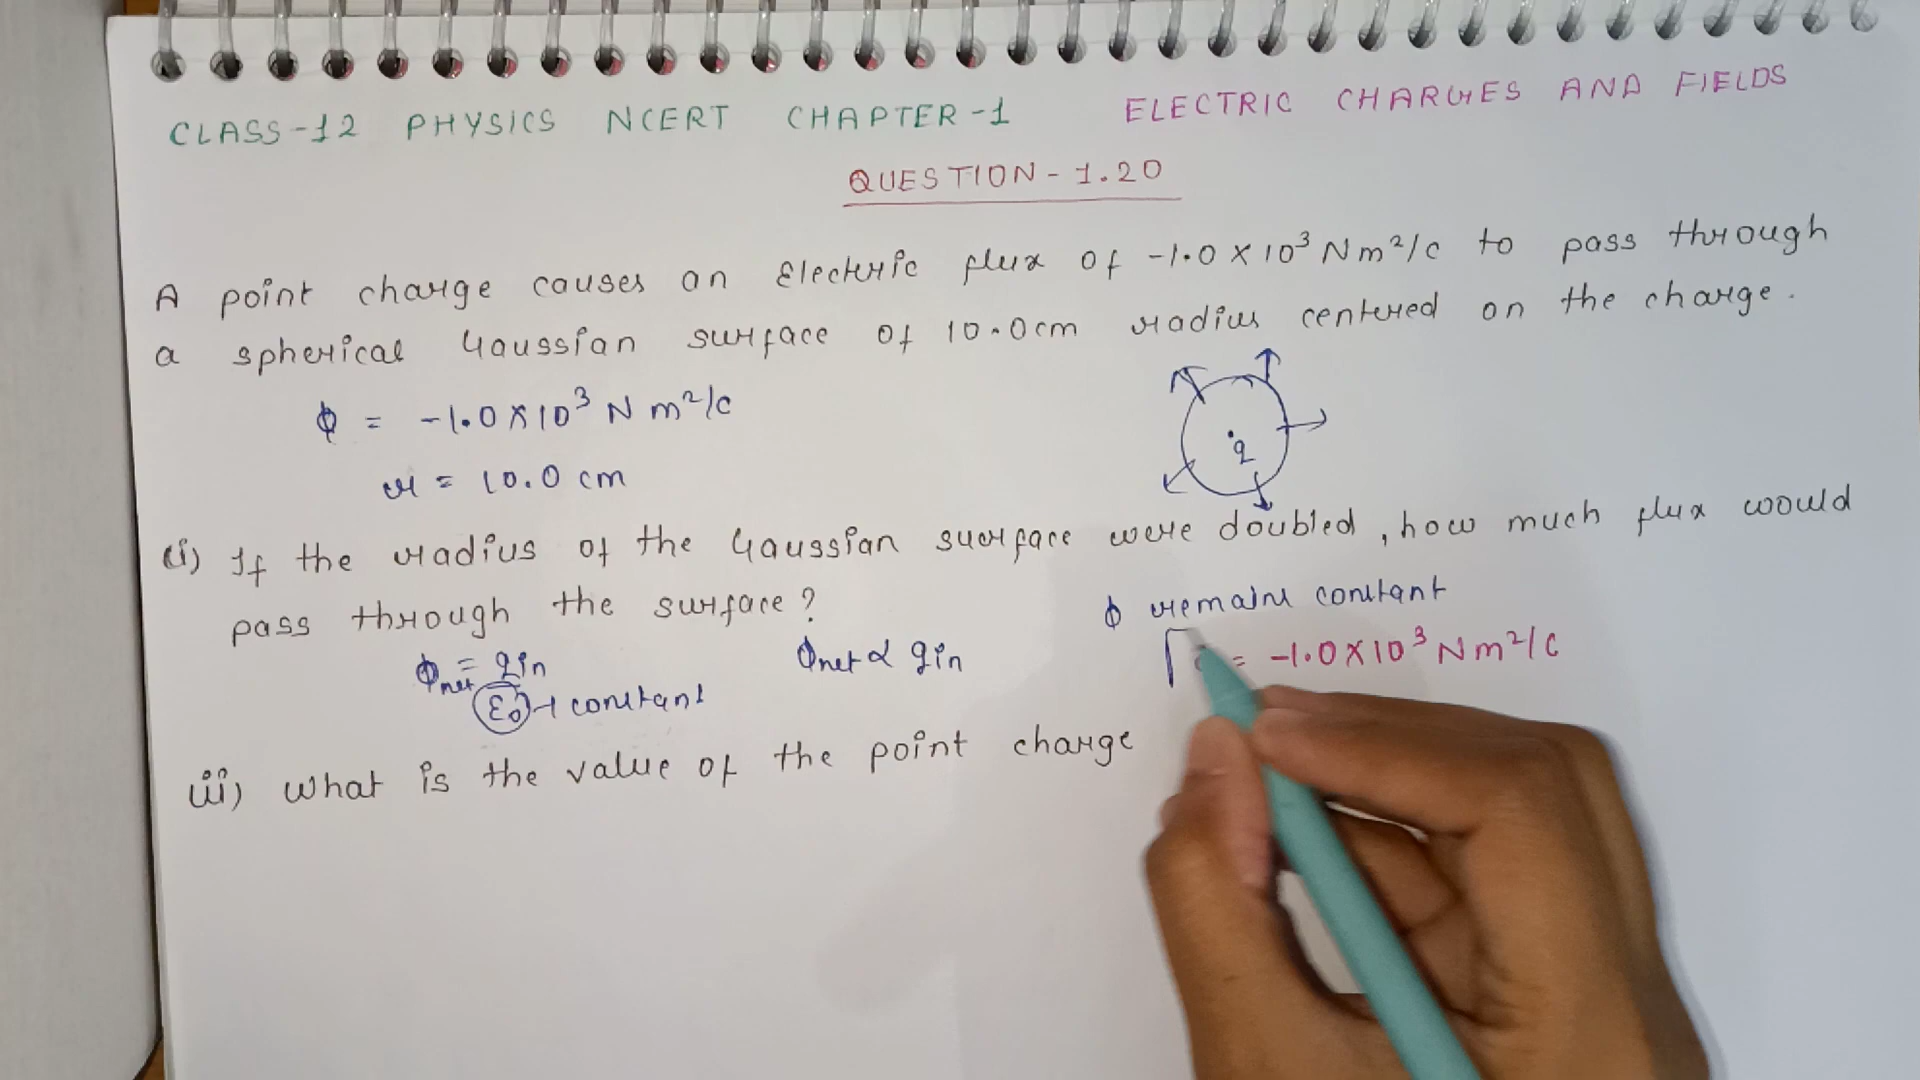 CLASS-12 PHYSICS NCERT CHAPTER-1 ELECTRIC CHARGES AND FIELDS
QUESTION-1.20
A point charge causes an Electric flux of -1.0 × 10³ Nm²/c to pass through
a spherical Gaussian surface of 10.0cm radius centered on the charge.
ϕ = -1.0×10³ N m²/c
r = 10.0 cm
q
(i) If the radius of the Gaussian surface were doubled, how much flux would
pass through the surface?
ϕ remains constant
ϕnet = qin
ε0 → constant
ϕnet ∝ qin
= -1.0×10³ Nm²/c
ii) what is the value of the point charge